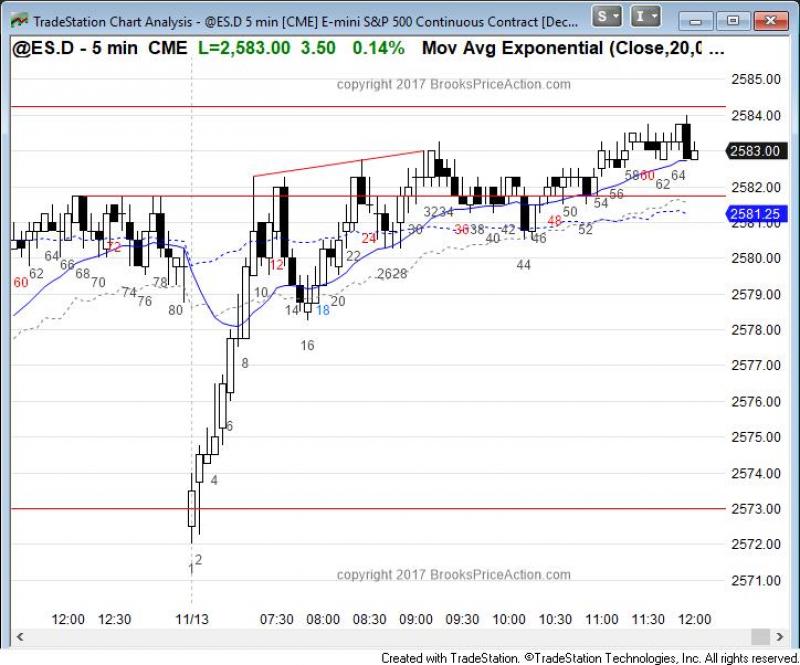 TradeStation Chart Analysis - @ES.D 5 min [CME] E-mini S&P 500 Continuous Contract [Dec...
S I
@ES.D - 5 min CME L=2,583.00 3.50 0.14% Mov Avg Exponential (Close,20,0 ...
copyright 2017 BrooksPriceAction.com
2585.00
2584.00
2583.00
2582.00
2581.25
2581.00
2580.00
2579.00
2578.00
2577.00
2576.00
2575.00
2574.00
2573.00
2572.00
2571.00
60 62 64 66 68 70 72 74 76 78 80
1 2 4 6 8 10 12 14 16 18 20 22 24 26 28 30 32 34 36 38 40 42 44 46 48 50 52 54 56 58 60 62 64
copyright 2017 BrooksPriceAction.com
12:00 12:30 11/13 07:30 08:00 08:30 09:00 09:30 10:00 10:30 11:00 11:30 12:00
Created with TradeStation. ©TradeStation Technologies, Inc. All rights reserved.